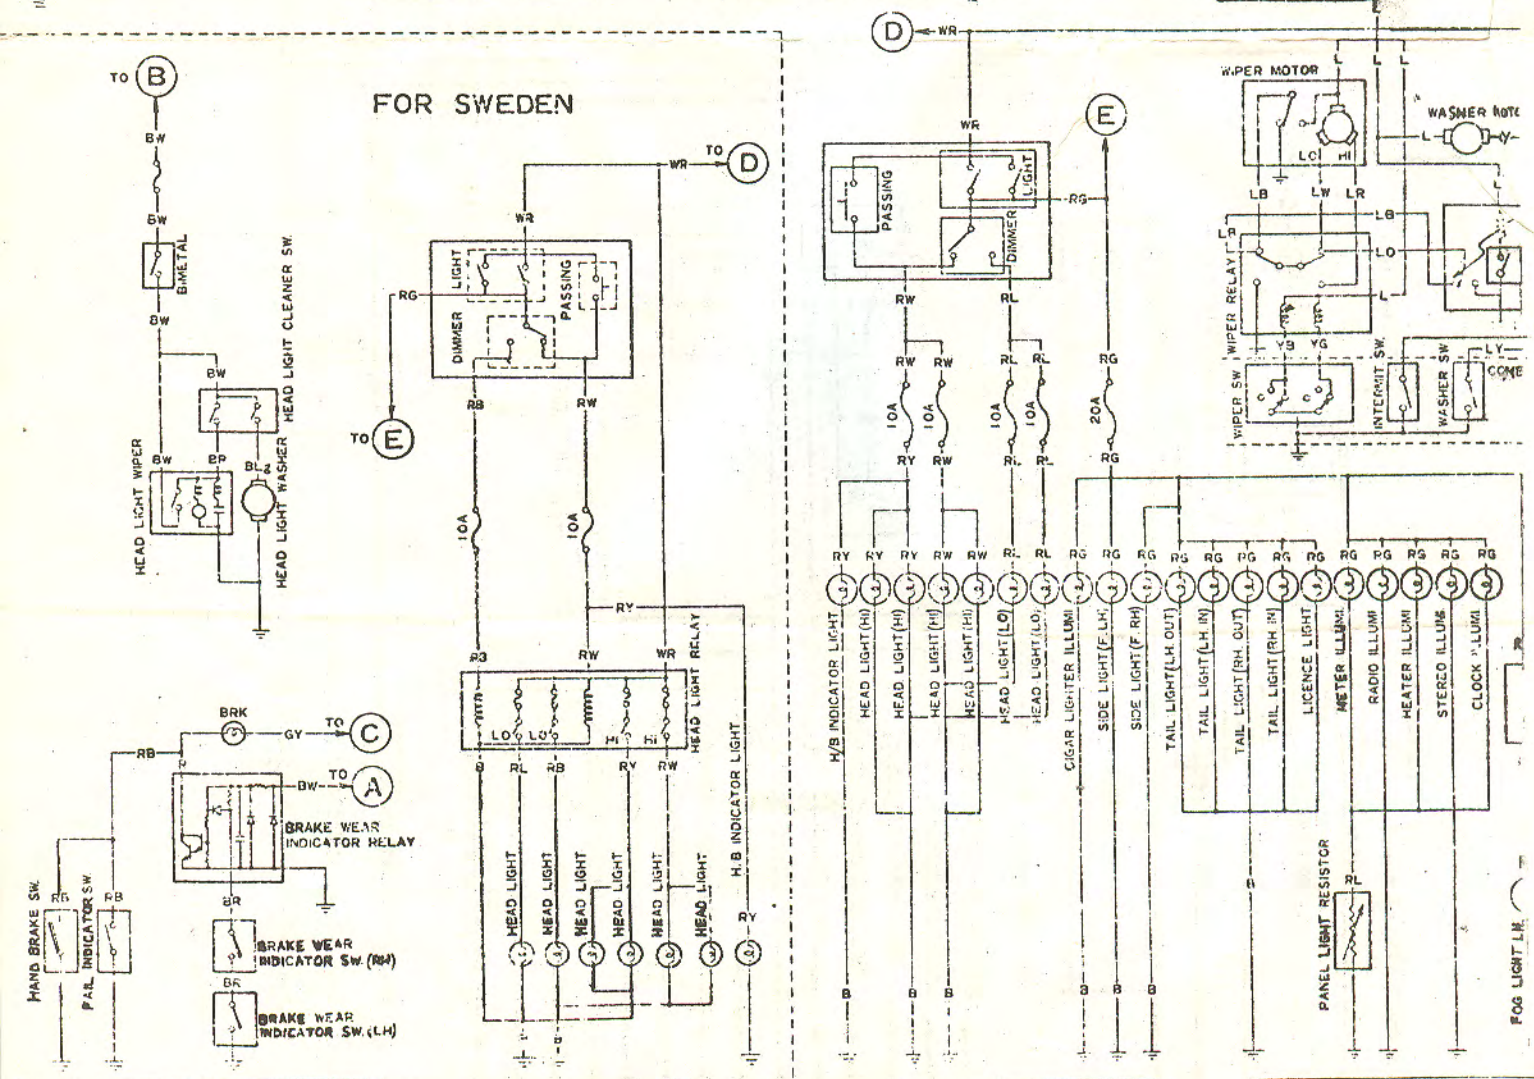 TO B
BW
BW
BIMETAL
BW
BW
HEAD LIGHT CLEANER SW.
BW
BR
HEAD LIGHT WIPER
HEAD LIGHT WASHER
FOR SWEDEN
TO D
WR
WR
LIGHT
PASSING
DIMMER
RG
TO E
RB
RW
10A
10A
RY
RW
WR
HEAD LIGHT RELAY
LO
LO
HI
HI
B
RL
RB
RY
RW
H.B INDICATOR LIGHT
HEAD LIGHT
HEAD LIGHT
HEAD LIGHT
HEAD LIGHT
HEAD LIGHT
HEAD LIGHT
RY
BRK
GY
TO C
RB
TO A
BW
BRAKE WEAR
INDICATOR RELAY
RB
RB
HAND BRAKE SW.
BR
BRAKE WEAR
INDICATOR SW. (RH)
BR
BRAKE WEAR
INDICATOR SW. (LH)
D
WR
WR
E
PASSING
LIGHT
DIMMER
RG
RW
RL
RW
RW
RL
RL
RG
10A
10A
10A
10A
20A
RY
RW
RL
RL
RG
RY
RY
RY
RW
RW
RL
RL
RG
RG
RG
RG
RG
RG
RG
RG
RG
RG
RG
RG
RG
H/B INDICATOR LIGHT
HEAD LIGHT(HI)
HEAD LIGHT(HI)
HEAD LIGHT(HI)
HEAD LIGHT(HI)
HEAD LIGHT(LO)
HEAD LIGHT(LO)
CIGAR LIGHTER ILLUMI
SIDE LIGHT(F. LH)
SIDE LIGHT(F. RH)
TAIL LIGHT(LH. OUT)
TAIL LIGHT(LH. IN)
TAIL LIGHT(RH. OUT)
TAIL LIGHT(RH IN)
LICENCE LIGHT
METER ILLUMI
RADIO ILLUMI
HEATER ILLUMI
STEREO ILLUMI.
CLOCK ILLUMI
B
B
B
B
B
B
B
RL
PANEL LIGHT RESISTOR
FOG LIGHT LH.
WIPER MOTOR
L
L
L
L
WASHER MOTO
L
LO
HI
LB
LW
LR
LB
LB
LO
L
L
WIPER RELAY
YB
YG
WIPER SW
INTERMIT SW.
WASHER SW
LY
COMB